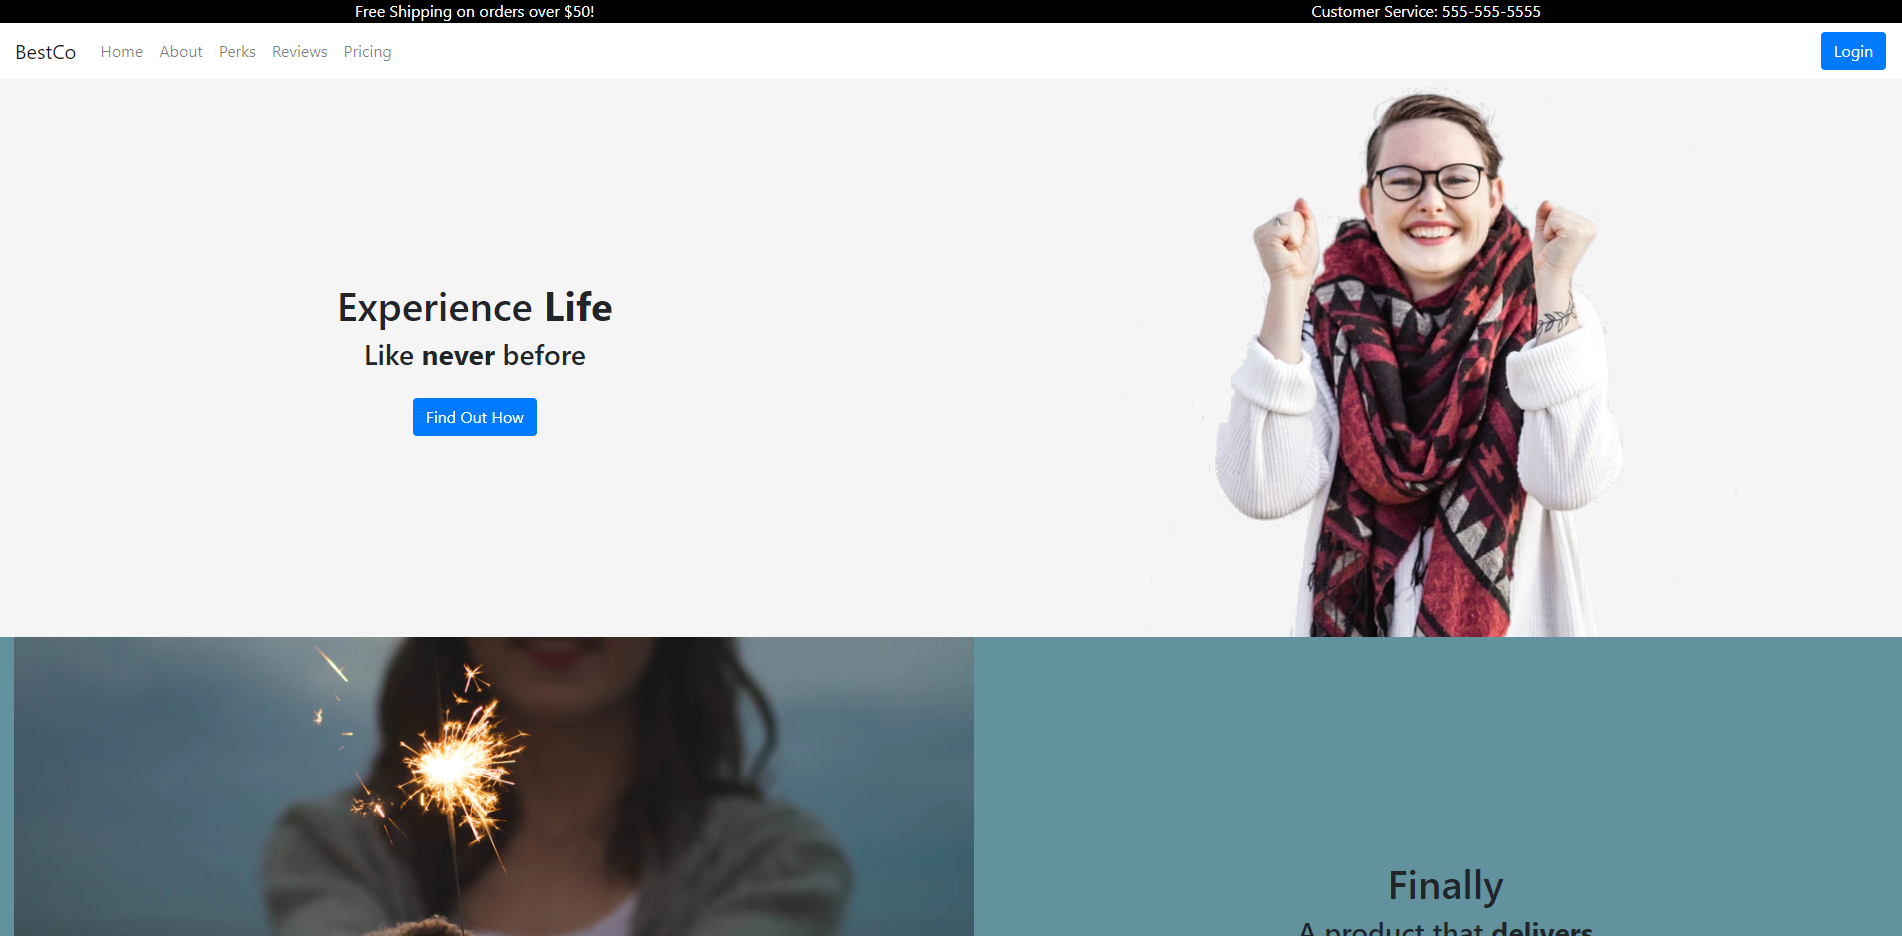 Free Shipping on orders over $50! Customer Service: 555-555-5555
BestCo Home About Perks Reviews Pricing Login
Experience Life
Like never before
Find Out How
Finally
A product that delivers